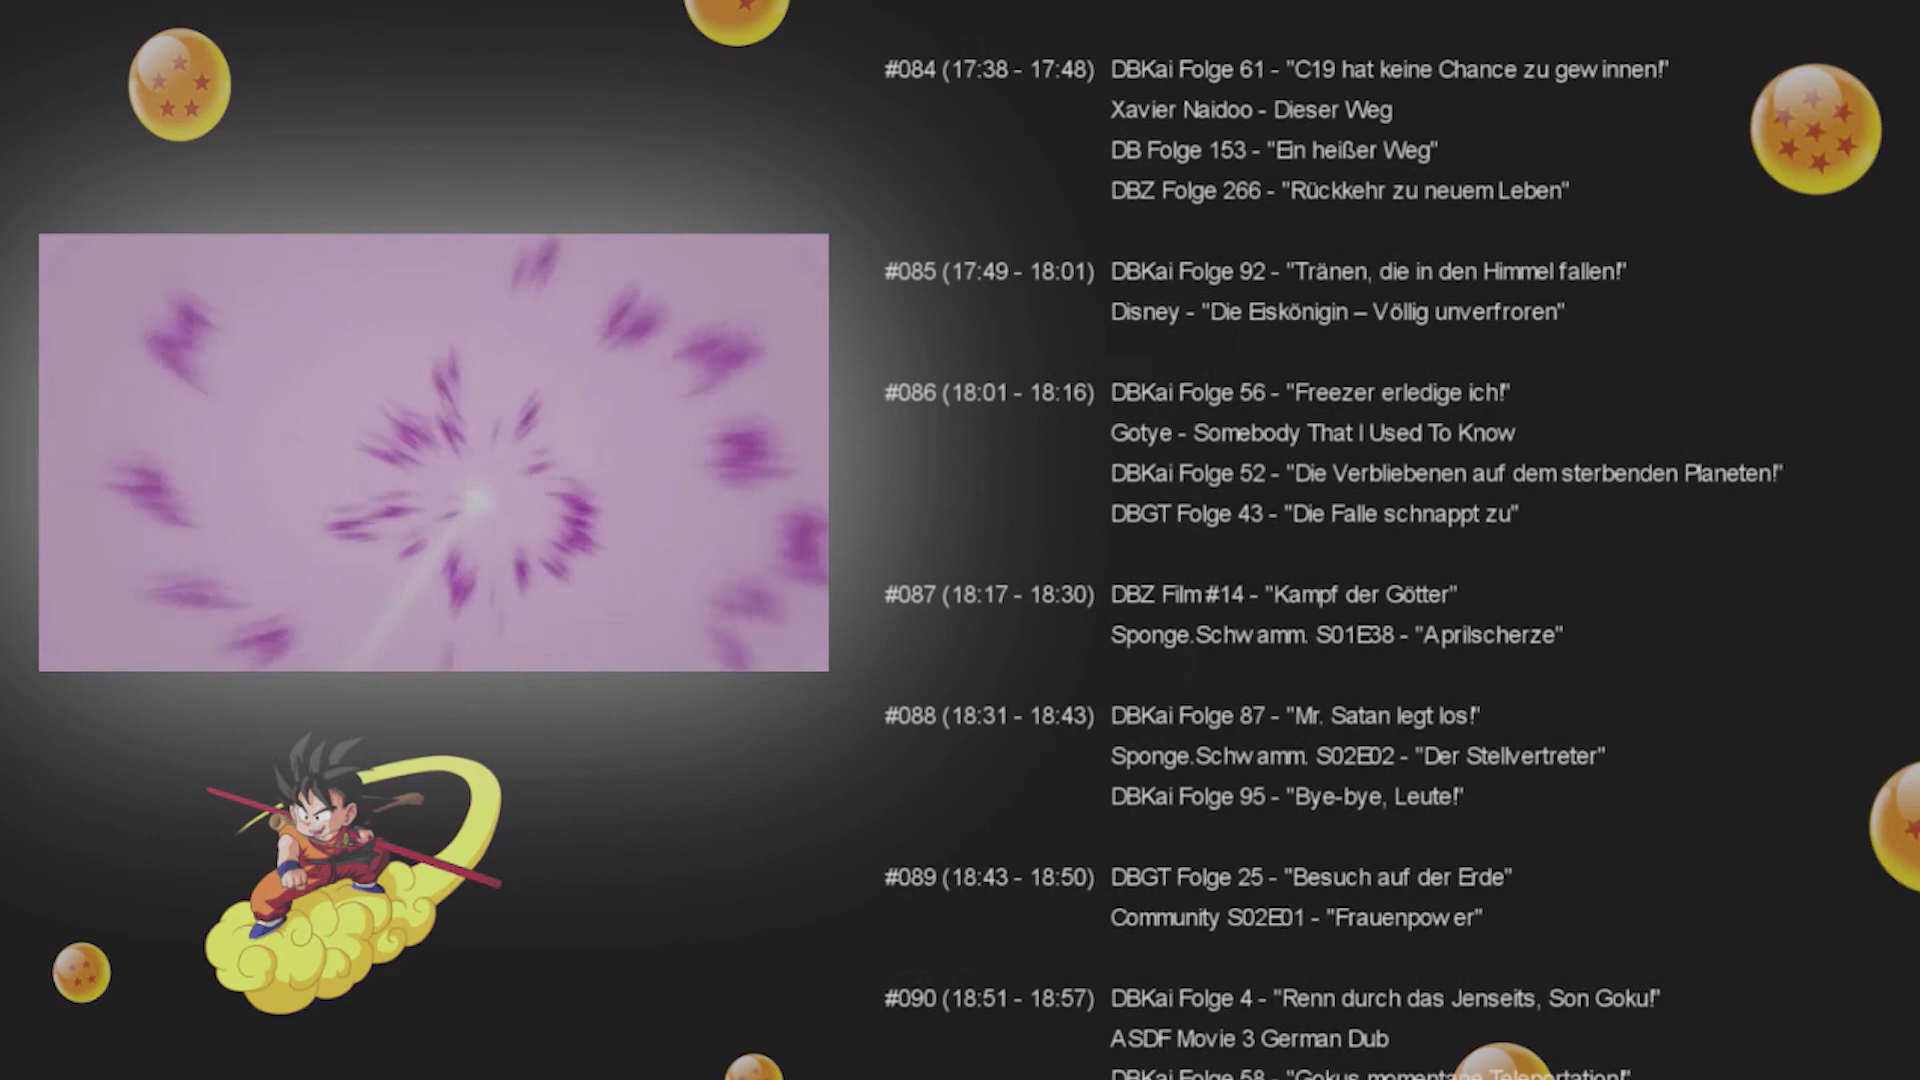 #084 (17:38 - 17:48) DBKai Folge 61 - "C19 hat keine Chance zu gewinnen!"
Xavier Naidoo - Dieser Weg
DB Folge 153 - "Ein heißer Weg"
DBZ Folge 266 - "Rückkehr zu neuem Leben"
#085 (17:49 - 18:01) DBKai Folge 92 - "Tränen, die in den Himmel fallen!"
Disney - "Die Eiskönigin – Völlig unverfroren"
#086 (18:01 - 18:16) DBKai Folge 56 - "Freezer erledige ich!"
Gotye - Somebody That I Used To Know
DBKai Folge 52 - "Die Verbliebenen auf dem sterbenden Planeten!"
DBGT Folge 43 - "Die Falle schnappt zu"
#087 (18:17 - 18:30) DBZ Film #14 - "Kampf der Götter"
Sponge.Schwamm. S01E38 - "Aprilscherze"
#088 (18:31 - 18:43) DBKai Folge 87 - "Mr. Satan legt los!"
Sponge.Schwamm. S02E02 - "Der Stellvertreter"
DBKai Folge 95 - "Bye-bye, Leute!"
#089 (18:43 - 18:50) DBGT Folge 25 - "Besuch auf der Erde"
Community S02E01 - "Frauenpower"
#090 (18:51 - 18:57) DBKai Folge 4 - "Renn durch das Jenseits, Son Goku!"
ASDF Movie 3 German Dub
DBKai Folge 58 - "Gokus momentane Teleportation!"